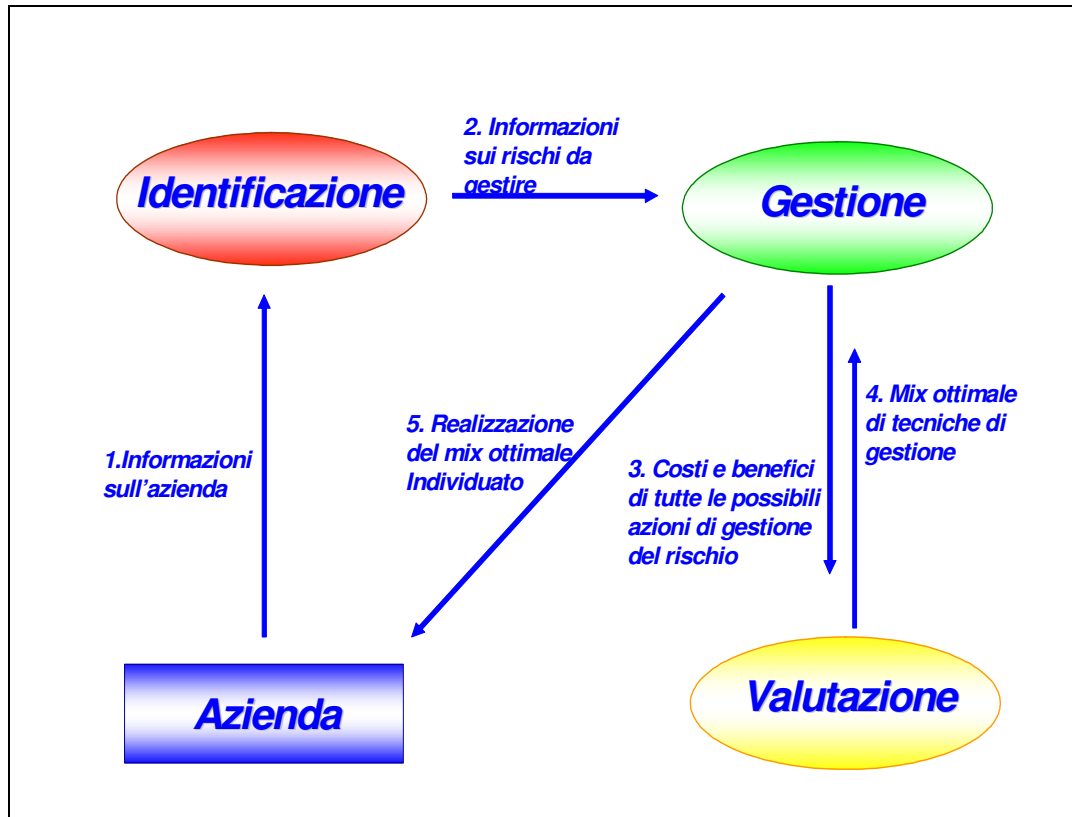 2. Informazioni
sui rischi da
gestire
Identificazione
Gestione
4. Mix ottimale
di tecniche di
gestione
5. Realizzazione
del mix ottimale
Individuato
1.Informazioni
sull'azienda
3. Costi e benefici
di tutte le possibili
azioni di gestione
del rischio
Azienda
Valutazione